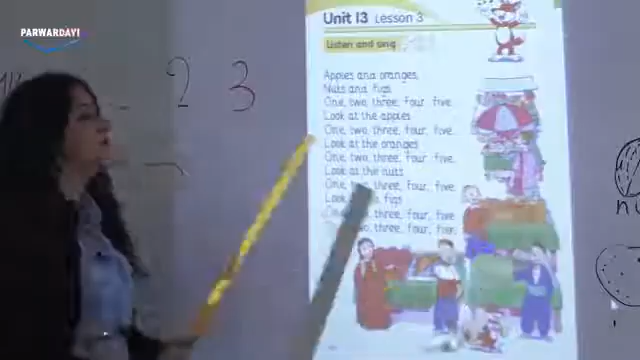 PARWARDAYI
2 3
Unit 13 Lesson 3
Listen and sing
Apples and oranges,
Nuts and figs.
One, two, three, four, five.
Look at the apples
One, two, three, four, five.
Look at the oranges
One, two, three, four, five.
Look at the nuts
One, two, three, four, five.
Look figs
three, four, five
two, three, four, five.